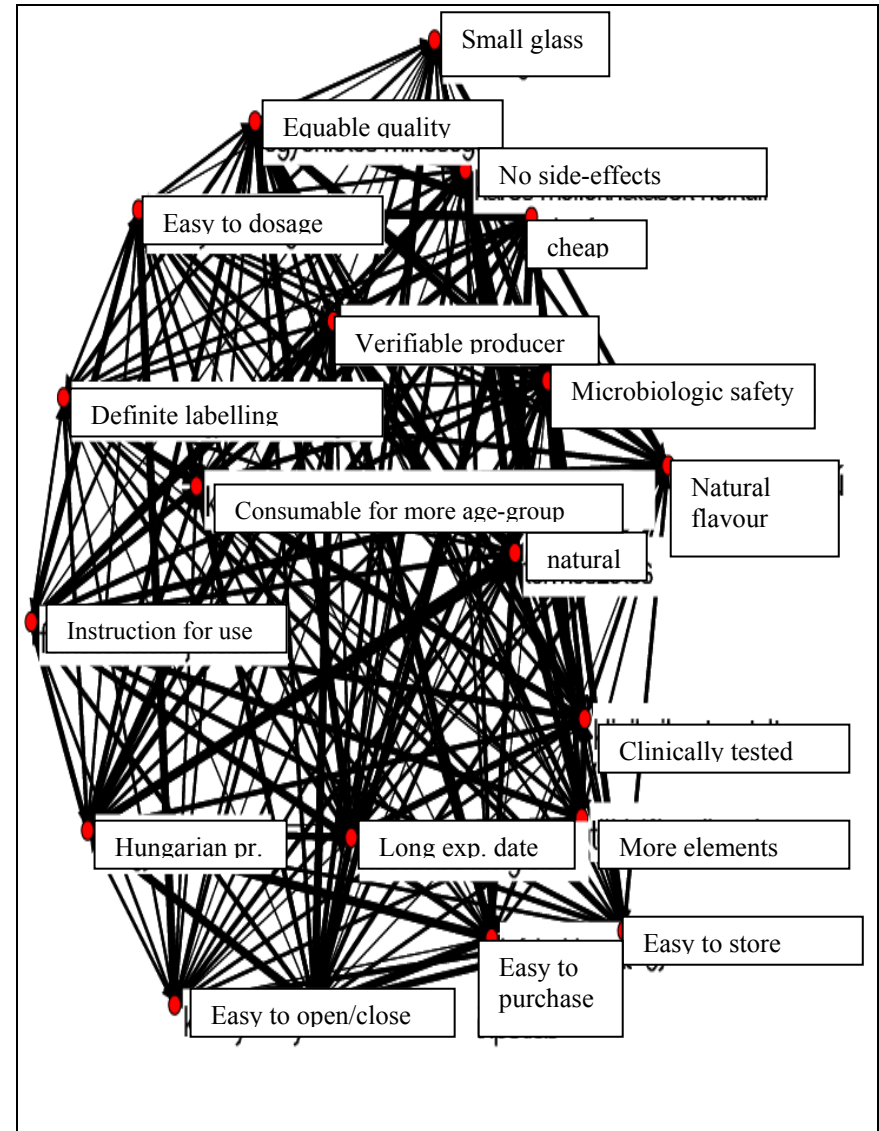 Small glass
Equable quality
No side-effects
Easy to dosage
cheap
Verifiable producer
Microbiologic safety
Definite labelling
Natural
flavour
Consumable for more age-group
natural
Instruction for use
Clinically tested
Hungarian pr.
Long exp. date
More elements
Easy to store
Easy to
purchase
Easy to open/close